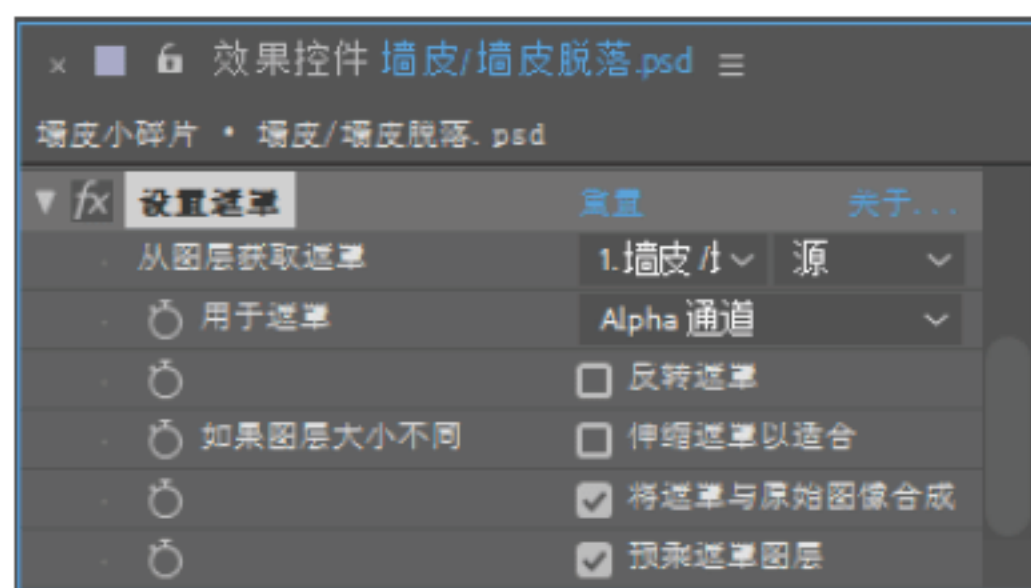 × 效果控件 墙皮/墙皮脱落.psd ≡
墙皮小碎片 • 墙皮/墙皮脱落.psd
fx 设置遮罩 重置 关于...
从图层获取遮罩 1.墙皮 / 源
用于遮罩 Alpha 通道
反转遮罩
如果图层大小不同 伸缩遮罩以适合
将遮罩与原始图像合成
预乘遮罩图层